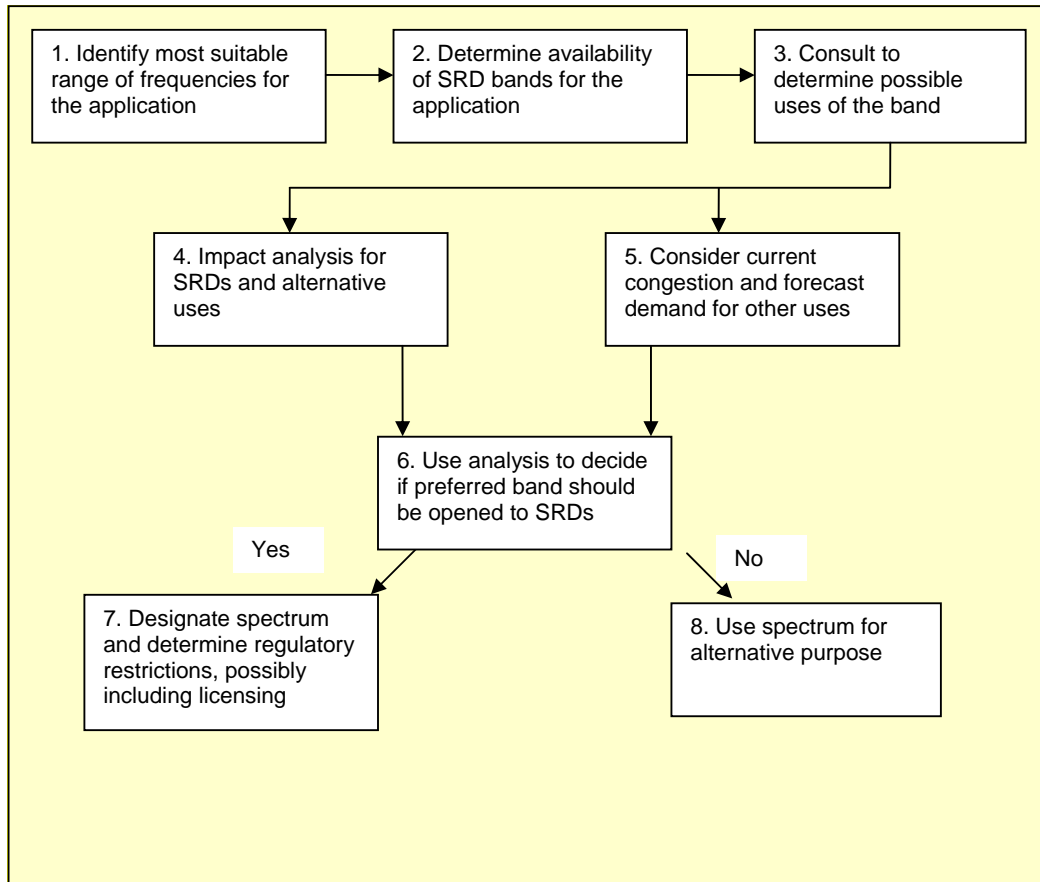 1. Identify most suitable
range of frequencies for
the application
2. Determine availability
of SRD bands for the
application
3. Consult to
determine possible
uses of the band
4. Impact analysis for
SRDs and alternative
uses
5. Consider current
congestion and forecast
demand for other uses
6. Use analysis to decide
if preferred band should
be opened to SRDs
Yes
No
7. Designate spectrum
and determine regulatory
restrictions, possibly
including licensing
8. Use spectrum for
alternative purpose